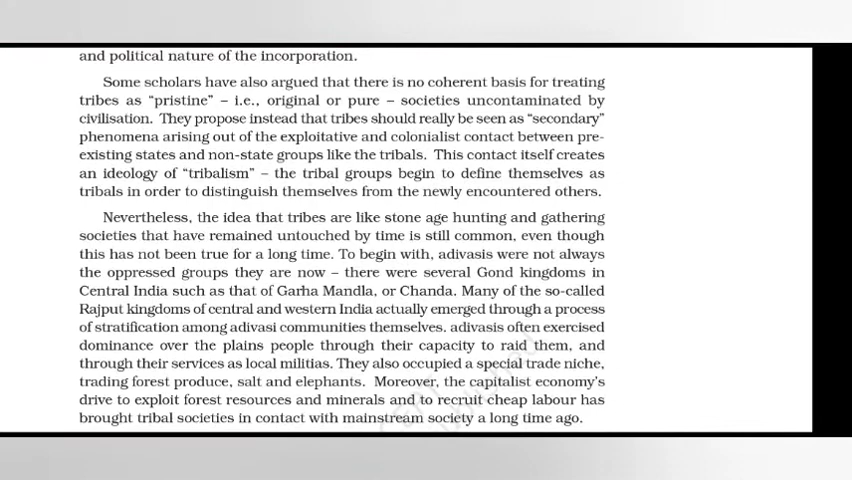 and political nature of the incorporation.
Some scholars have also argued that there is no coherent basis for treating
tribes as “pristine” – i.e., original or pure – societies uncontaminated by
civilisation. They propose instead that tribes should really be seen as “secondary”
phenomena arising out of the exploitative and colonialist contact between pre-
existing states and non-state groups like the tribals. This contact itself creates
an ideology of “tribalism” – the tribal groups begin to define themselves as
tribals in order to distinguish themselves from the newly encountered others.
Nevertheless, the idea that tribes are like stone age hunting and gathering
societies that have remained untouched by time is still common, even though
this has not been true for a long time. To begin with, adivasis were not always
the oppressed groups they are now – there were several Gond kingdoms in
Central India such as that of Garha Mandla, or Chanda. Many of the so-called
Rajput kingdoms of central and western India actually emerged through a process
of stratification among adivasi communities themselves. adivasis often exercised
dominance over the plains people through their capacity to raid them, and
through their services as local militias. They also occupied a special trade niche,
trading forest produce, salt and elephants. Moreover, the capitalist economy’s
drive to exploit forest resources and minerals and to recruit cheap labour has
brought tribal societies in contact with mainstream society a long time ago.